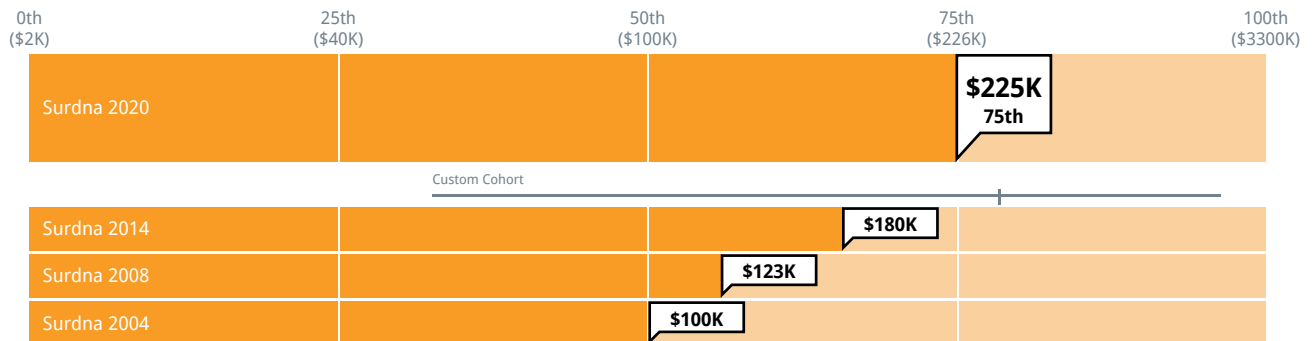 0th 25th 50th 75th 100th
($2K) ($40K) ($100K) ($226K) ($3300K)
Surdna 2020
$225K
75th
Custom Cohort
Surdna 2014 $180K
Surdna 2008 $123K
Surdna 2004 $100K